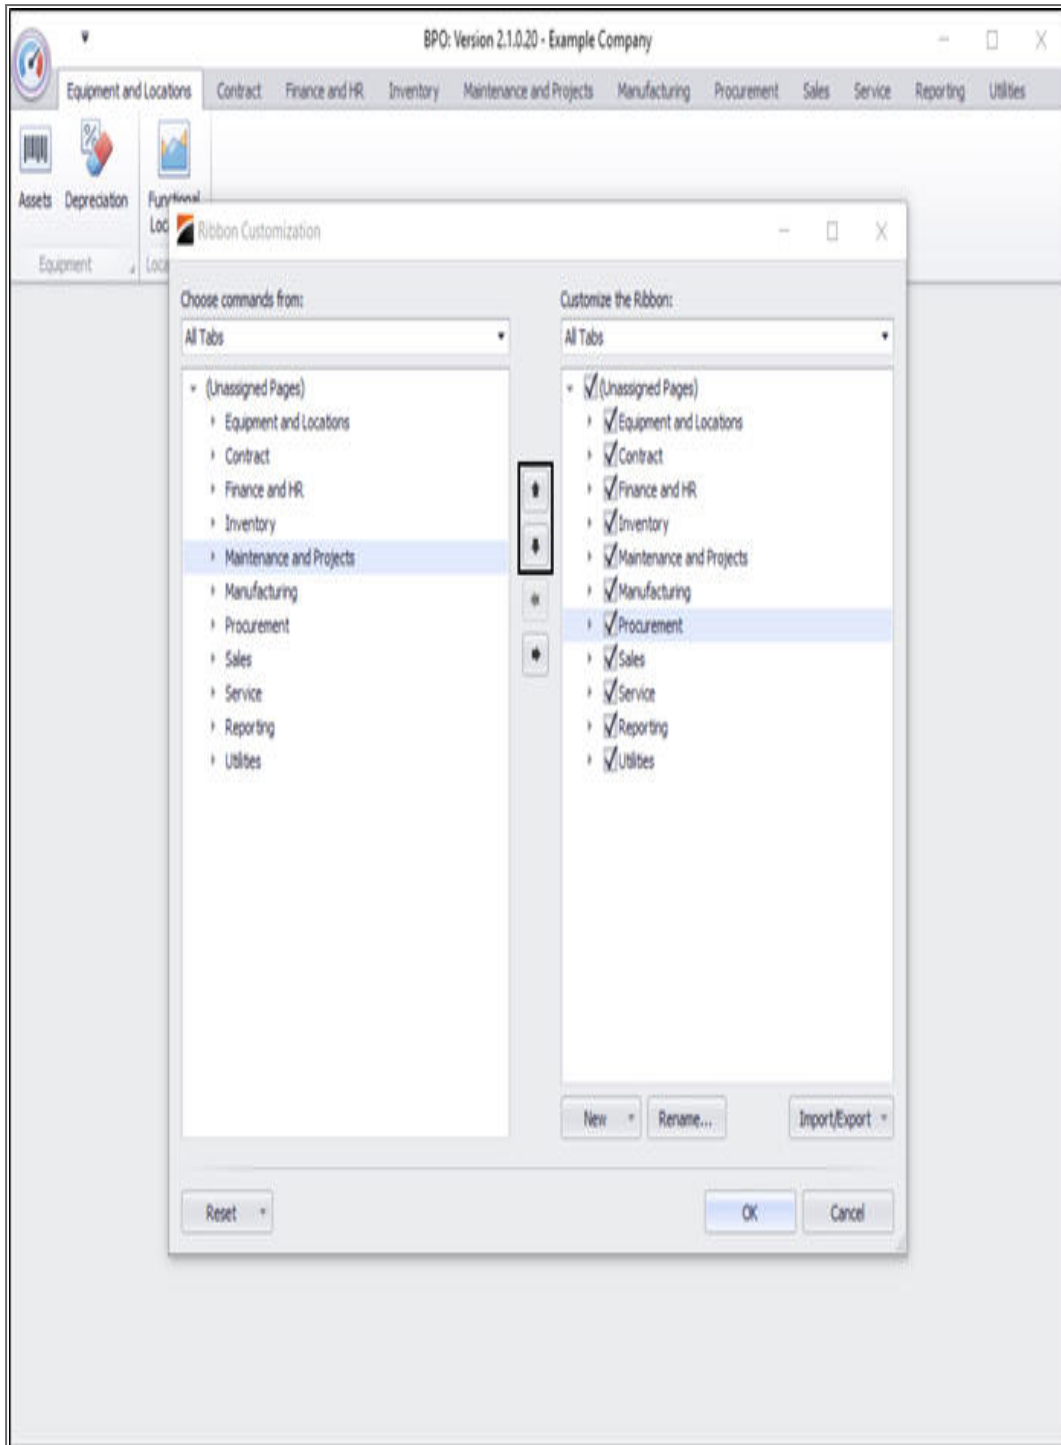 BPO: Version 2.1.0.20 - Example Company
Equipment and Locations Contract Finance and HR Inventory Maintenance and Projects Manufacturing Procurement Sales Service Reporting Utilities
Assets Depreciation Functional
Loc
Equipment Loca
Ribbon Customization
Choose commands from: Customize the Ribbon:
All Tabs All Tabs
(Unassigned Pages) (Unassigned Pages)
Equipment and Locations Equipment and Locations
Contract Contract
Finance and HR Finance and HR
Inventory Inventory
Maintenance and Projects Maintenance and Projects
Manufacturing Manufacturing
Procurement Procurement
Sales Sales
Service Service
Reporting Reporting
Utilities Utilities
New Rename... Import/Export
Reset OK Cancel